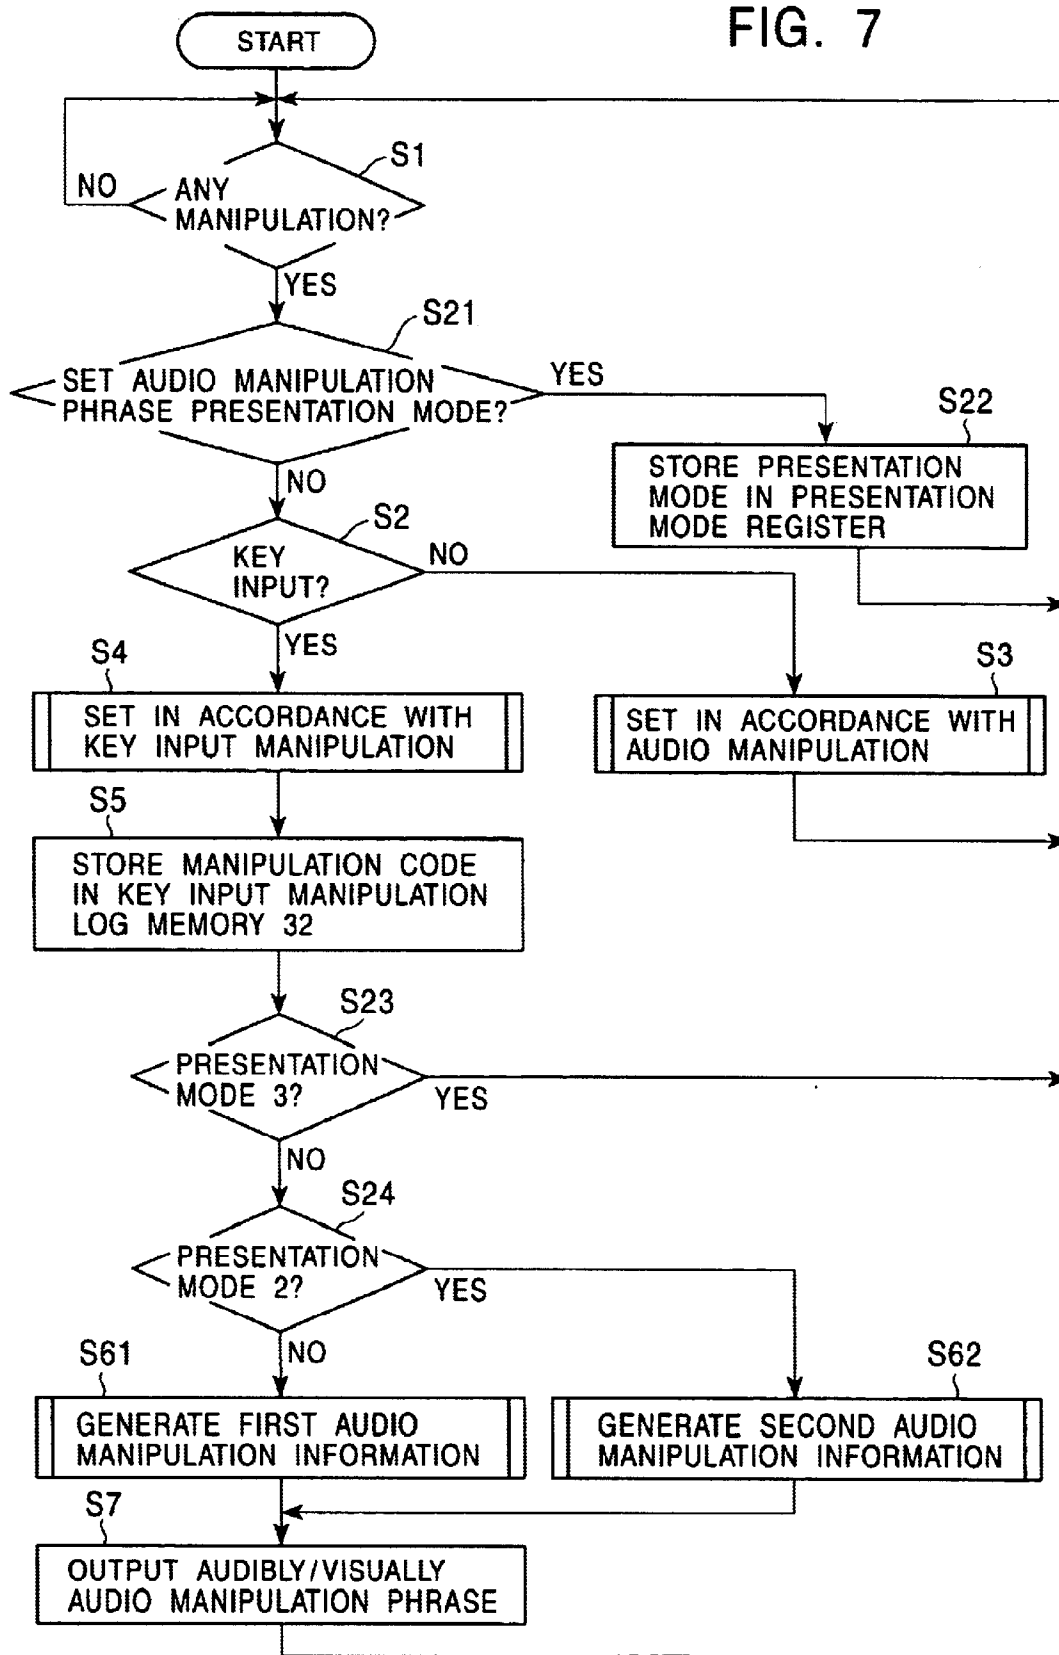 FIG. 7
START
S1
NO
ANY
MANIPULATION?
YES
S21
SET AUDIO MANIPULATION
PHRASE PRESENTATION MODE?
YES
S22
STORE PRESENTATION
MODE IN PRESENTATION
MODE REGISTER
NO
S2
KEY
INPUT?
NO
YES
S4
SET IN ACCORDANCE WITH
KEY INPUT MANIPULATION
S3
SET IN ACCORDANCE WITH
AUDIO MANIPULATION
S5
STORE MANIPULATION CODE
IN KEY INPUT MANIPULATION
LOG MEMORY 32
S23
PRESENTATION
MODE 3?
YES
NO
S24
PRESENTATION
MODE 2?
YES
NO
S61
GENERATE FIRST AUDIO
MANIPULATION INFORMATION
S62
GENERATE SECOND AUDIO
MANIPULATION INFORMATION
S7
OUTPUT AUDIBLY/VISUALLY
AUDIO MANIPULATION PHRASE